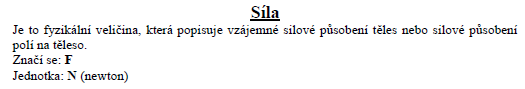 Síla
Je to fyzikální veličina, která popisuje vzájemné silové působení těles nebo silové působení
polí na těleso.
Značí se: F
Jednotka: N (newton)